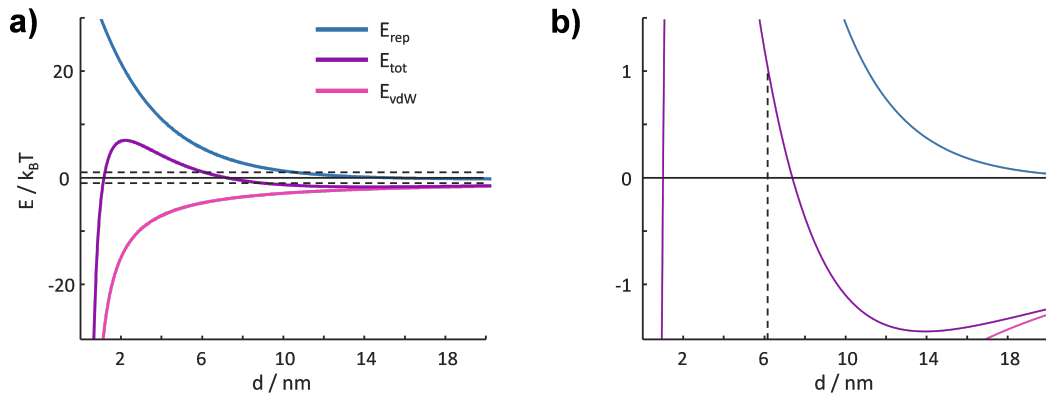 a)
E_rep
E_tot
E_vdW
20
0
-20
E / k_BT
2 6 10 14 18
d / nm
b)
1
0
-1
2 6 10 14 18
d / nm